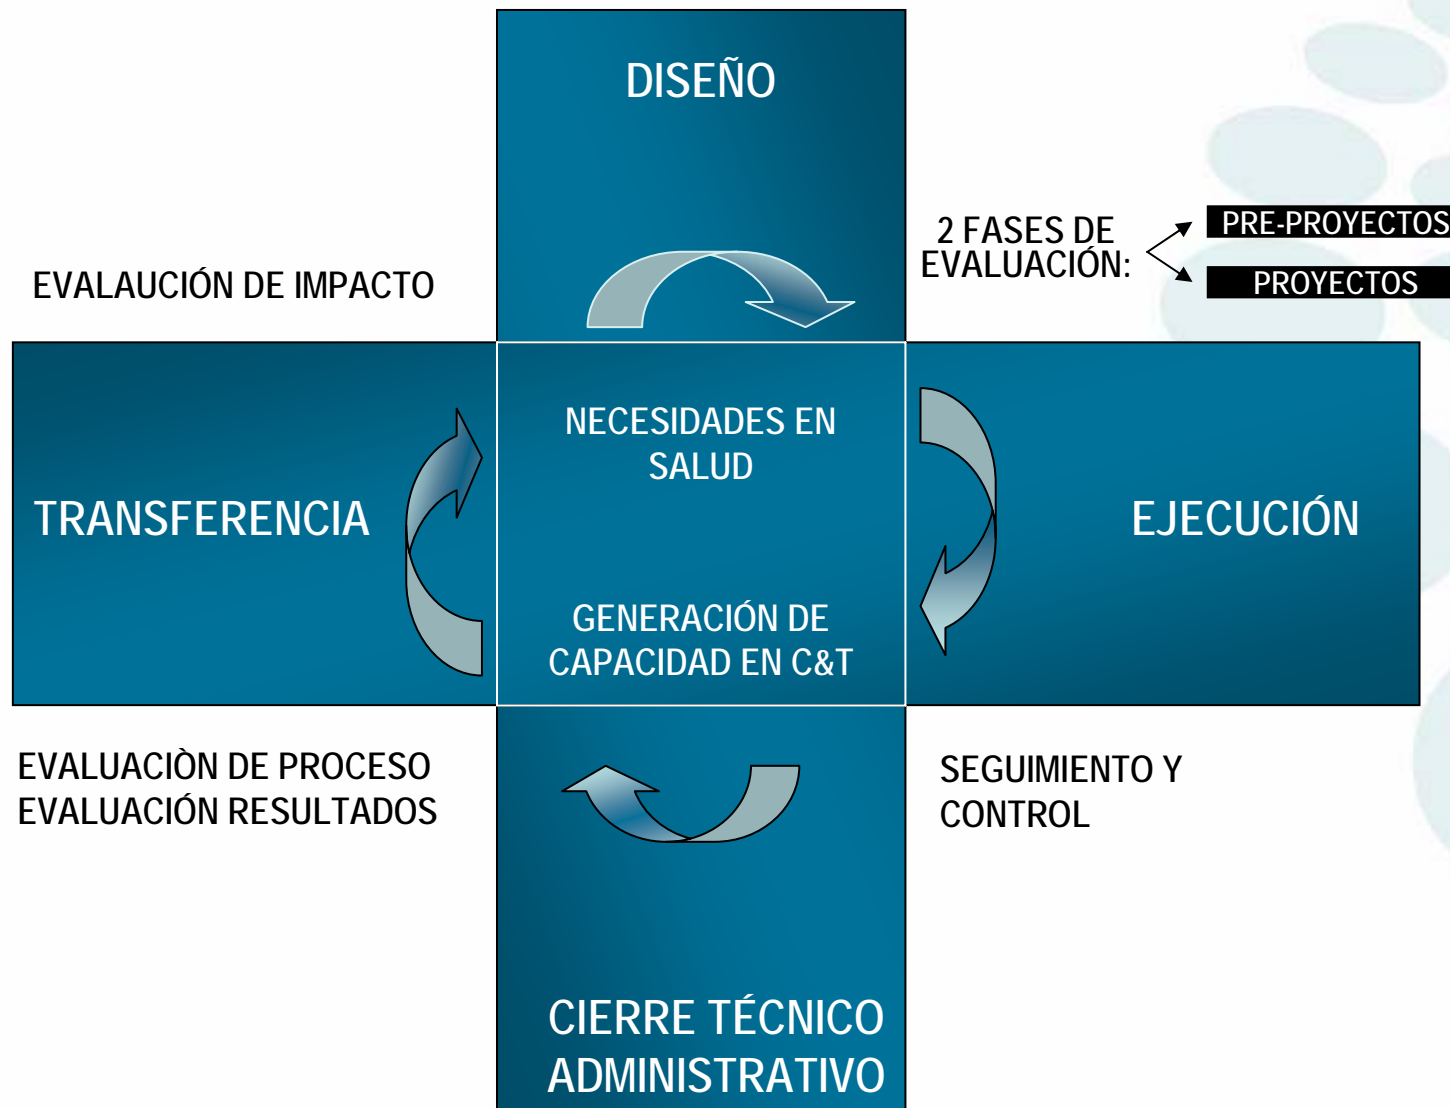 DISEÑO
2 FASES DE
EVALUACIÓN:
PRE-PROYECTOS
PROYECTOS
EVALAUCIÓN DE IMPACTO
NECESIDADES EN
SALUD
TRANSFERENCIA
EJECUCIÓN
GENERACIÓN DE
CAPACIDAD EN C&T
EVALUACIÒN DE PROCESO
EVALUACIÓN RESULTADOS
SEGUIMIENTO Y
CONTROL
CIERRE TÉCNICO
ADMINISTRATIVO